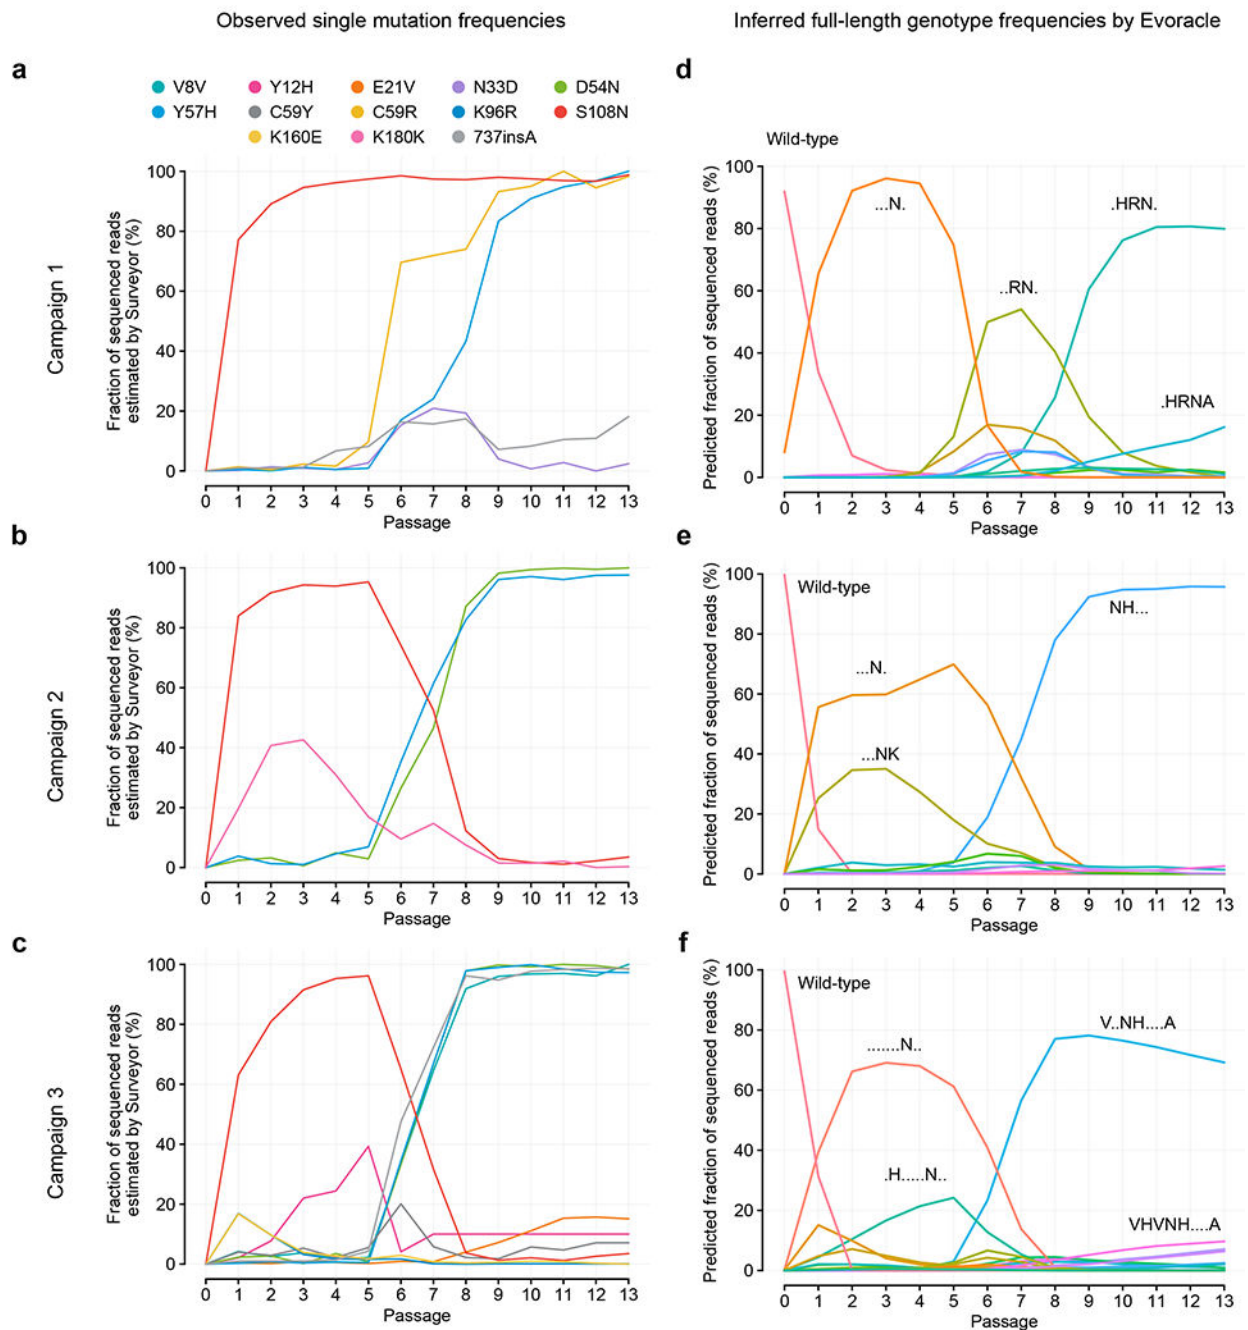 Observed single mutation frequencies
Inferred full-length genotype frequencies by Evoracle
a
V8V Y12H E21V N33D D54N
Y57H C59Y C59R K96R S108N
K160E K180K 737insA
Campaign 1
Fraction of sequenced reads
estimated by Surveyor (%)
100
80
60
40
20
0
0 1 2 3 4 5 6 7 8 9 10 11 12 13
Passage
d
Wild-type
Predicted fraction of sequenced reads (%)
100
80
60
40
20
0
...N.
..RN.
.HRN.
.HRNA
0 1 2 3 4 5 6 7 8 9 10 11 12 13
Passage
b
Campaign 2
Fraction of sequenced reads
estimated by Surveyor (%)
100
80
60
40
20
0
0 1 2 3 4 5 6 7 8 9 10 11 12 13
Passage
e
Predicted fraction of sequenced reads (%)
100
80
60
40
20
0
Wild-type
NH...
...N.
...NK
0 1 2 3 4 5 6 7 8 9 10 11 12 13
Passage
c
Campaign 3
Fraction of sequenced reads
estimated by Surveyor (%)
100
80
60
40
20
0
0 1 2 3 4 5 6 7 8 9 10 11 12 13
Passage
f
Predicted fraction of sequenced reads (%)
100
80
60
40
20
0
Wild-type
V..NH....A
.......N..
.H.....N..
VHVNH....A
0 1 2 3 4 5 6 7 8 9 10 11 12 13
Passage